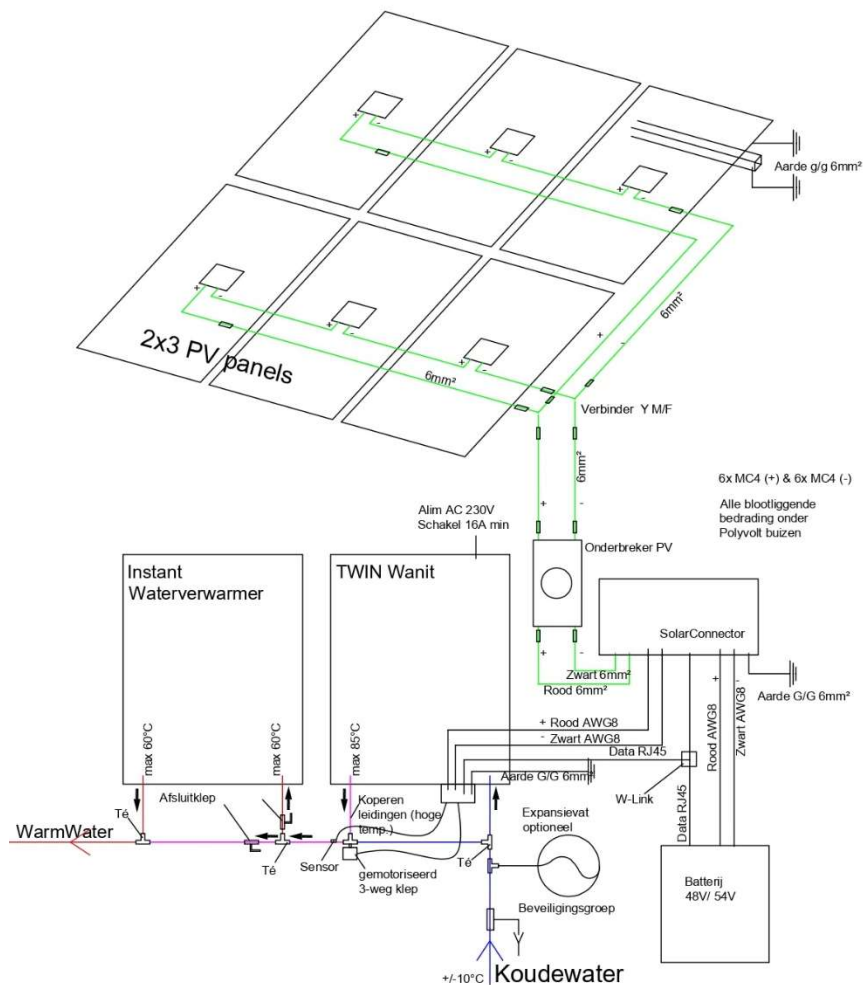 +
-
+
-
+
-
Aarde g/g 6mm²
+
-
+
-
+
-
+
-
6mm²
2x3 PV panels
6mm²
Verbinder Y M/F
6mm²
6x MC4 (+) & 6x MC4 (-)
Alle blootliggende
bedrading onder
Polyvolt buizen
+
-
Alim AC 230V
Schakel 16A min
Onderbreker PV
Instant
Waterverwarmer
TWIN Wanit
SolarConnector
+
-
Zwart 6mm²
Rood 6mm²
Aarde G/G 6mm²
+ Rood AWG8
- Zwart AWG8
Data RJ45
Aarde G/G 6mm²
+
-
Rood AWG8
Zwart AWG8
W-Link
Data RJ45
max 60°C
max 60°C
max 85°C
Afsluitklep
Koperen
leidingen (hoge
temp.)
Expansievat
optioneel
Té
WarmWater
Té
Sensor
gemotoriseerd
3-weg klep
Té
Beveiligingsgroep
Batterij
48V/ 54V
+/-10°C
Koudewater